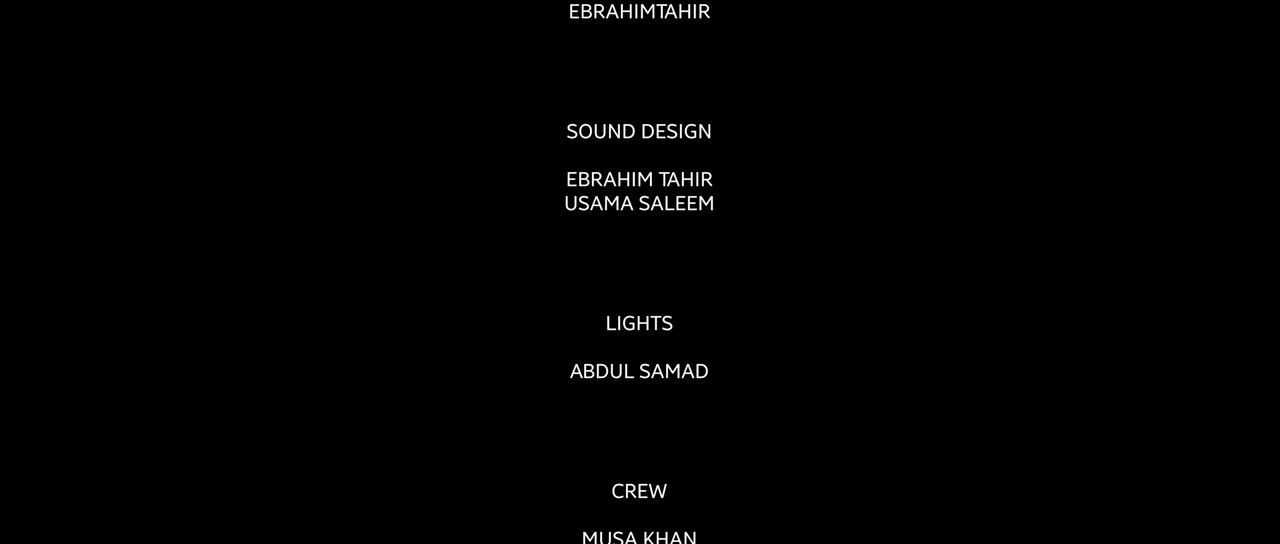 EBRAHIMTAHIR
SOUND DESIGN
EBRAHIM TAHIR
USAMA SALEEM
LIGHTS
ABDUL SAMAD
CREW
MUSA KHAN